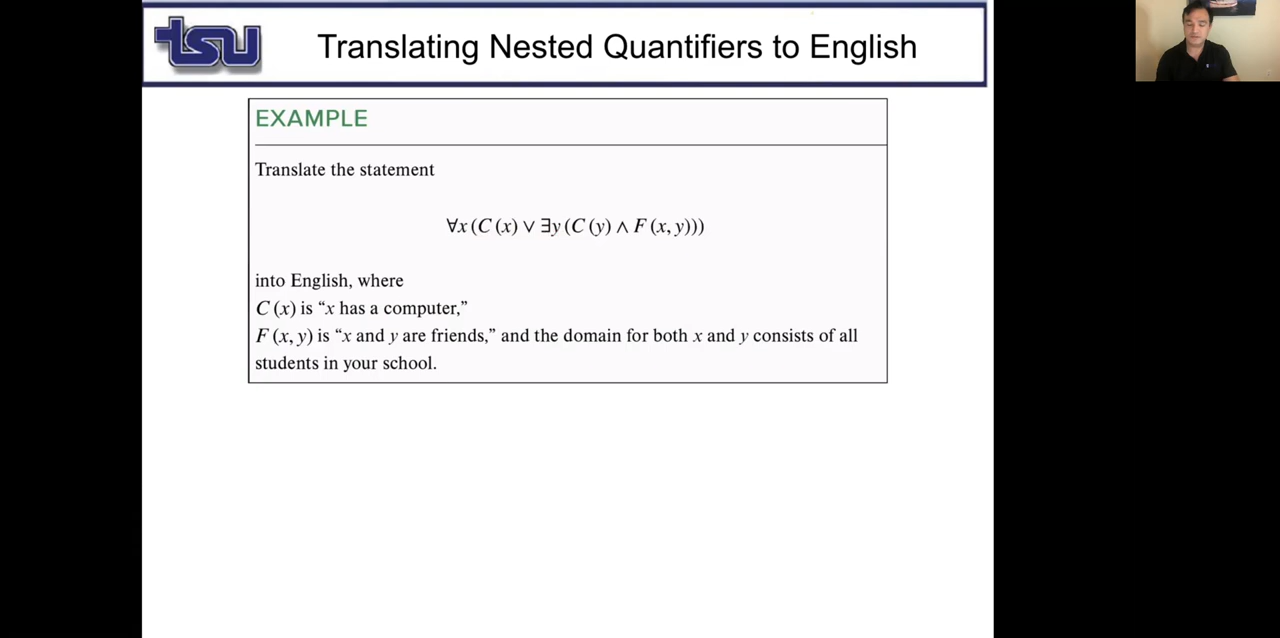 tsu
Translating Nested Quantifiers to English
EXAMPLE
Translate the statement
∀x (C (x) ∨ ∃y (C (y) ∧ F (x, y)))
into English, where
C (x) is “x has a computer,”
F (x, y) is “x and y are friends,” and the domain for both x and y consists of all
students in your school.